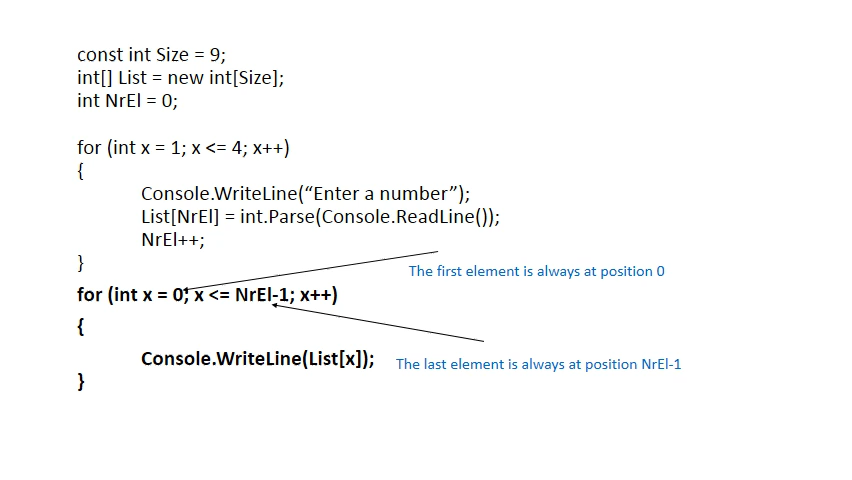 const int Size = 9;
int[] List = new int[Size];
int NrEl = 0;
for (int x = 1; x <= 4; x++)
{
Console.WriteLine(“Enter a number”);
List[NrEl] = int.Parse(Console.ReadLine());
NrEl++;
}
The first element is always at position 0
for (int x = 0; x <= NrEl-1; x++)
{
Console.WriteLine(List[x]);
The last element is always at position NrEl-1
}